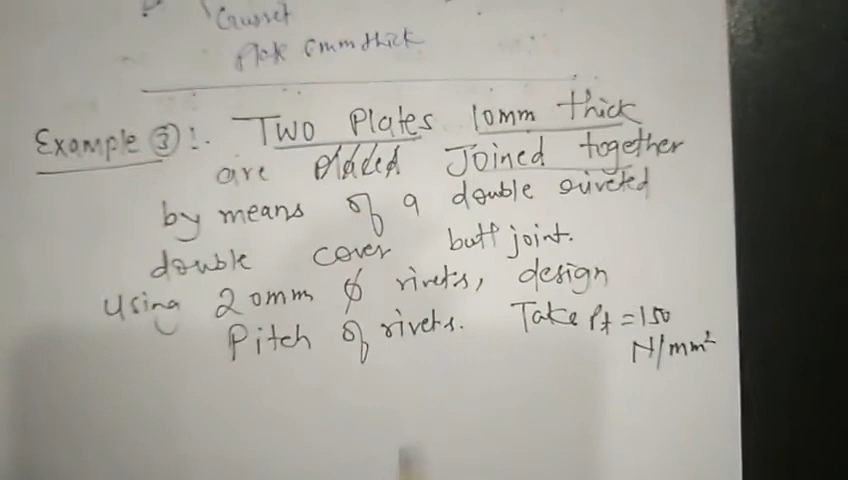 Gusset
Plate 6mm thick
Example ③:. Two Plates 10mm thick
are Joined together
by means of a double riveted
double cover butt joint.
Using 20mm ϕ rivets, design
Pitch of rivets. Take Pt = 150
N/mm²